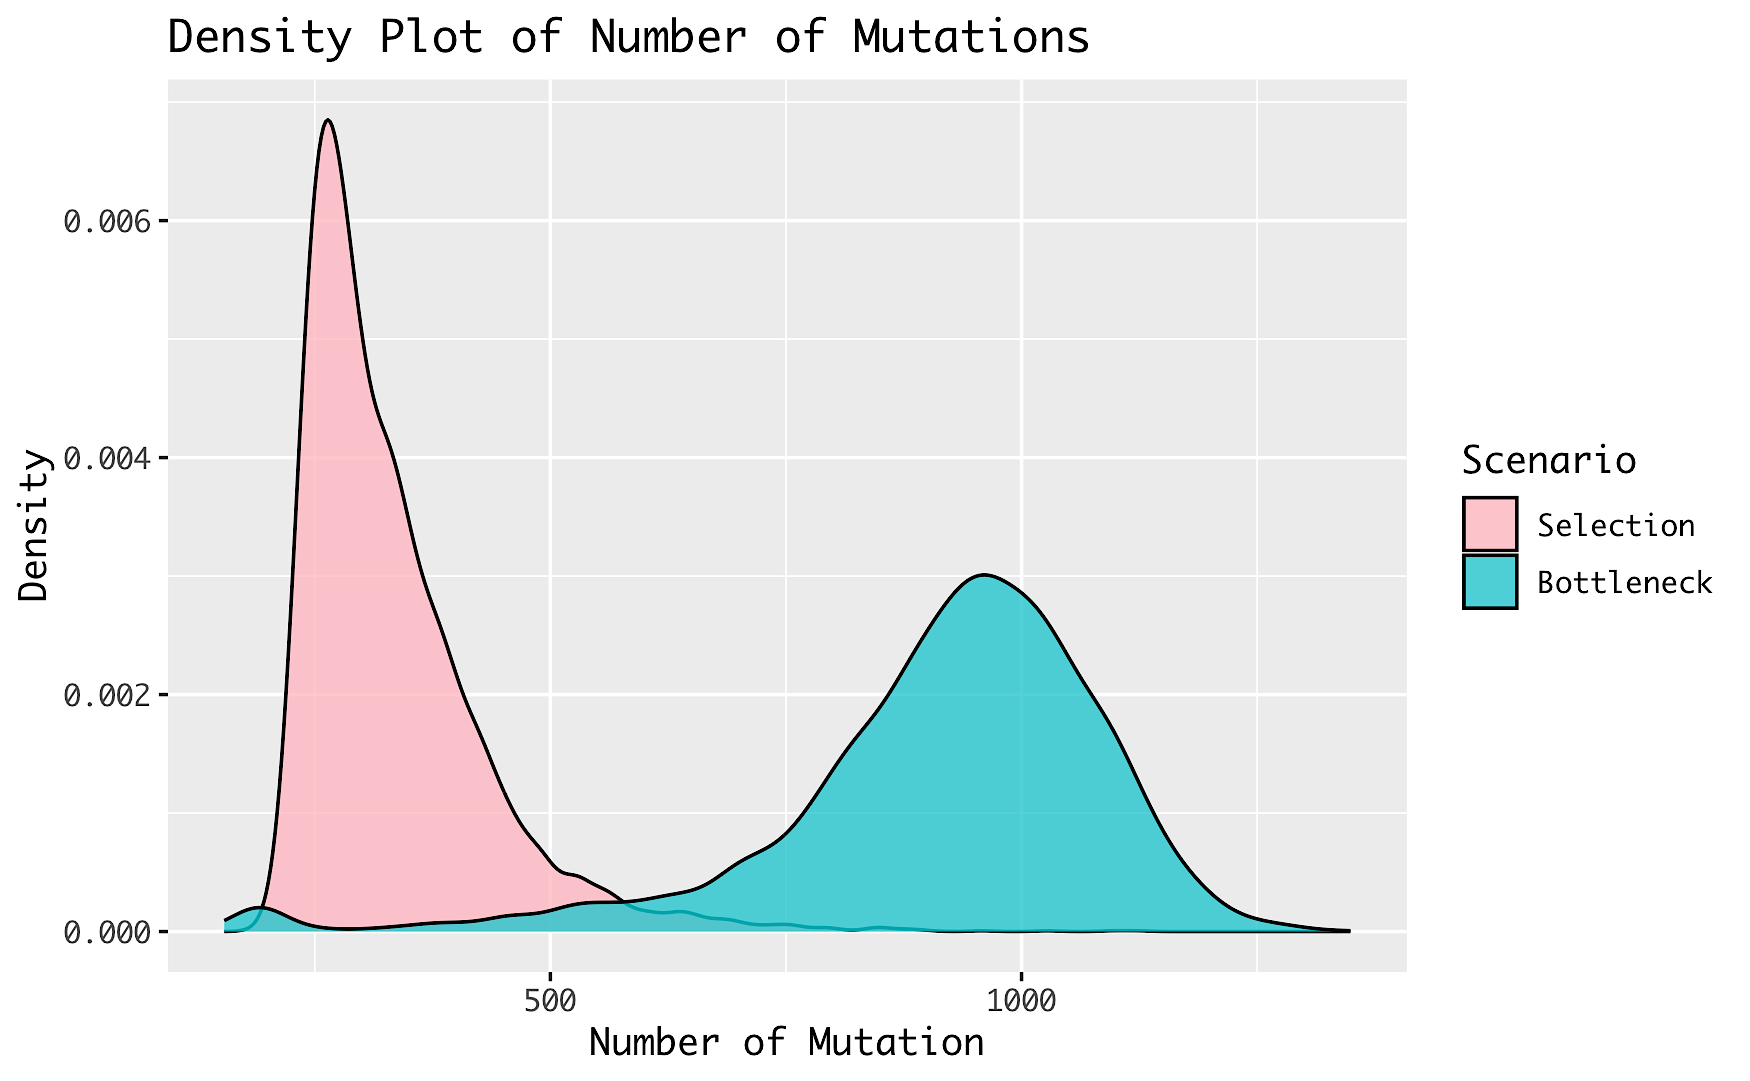 Density Plot of Number of Mutations
Density
0.006
0.004
0.002
0.000
500
1000
Number of Mutation
Scenario
Selection
Bottleneck